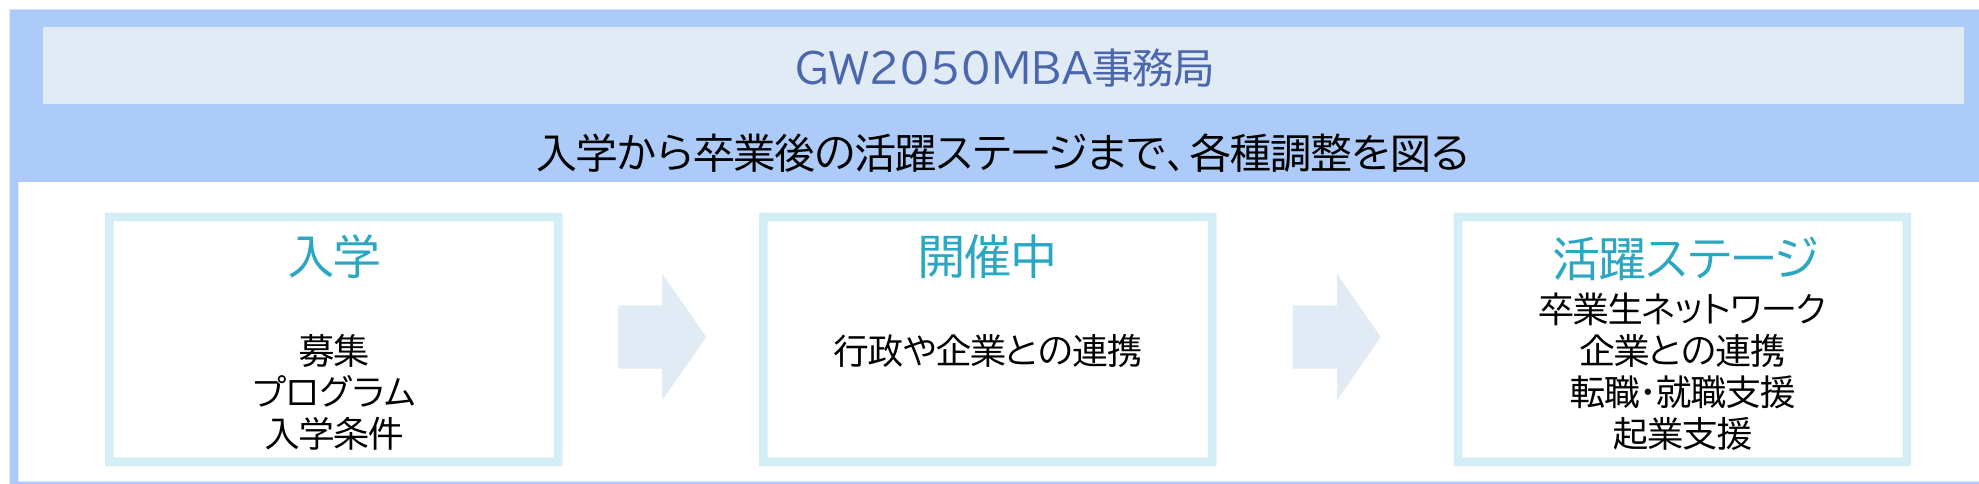 GW2050MBA事務局
入学から卒業後の活躍ステージまで、各種調整を図る
入学
募集
プログラム
入学条件
開催中
行政や企業との連携
活躍ステージ
卒業生ネットワーク
企業との連携
転職・就職支援
起業支援